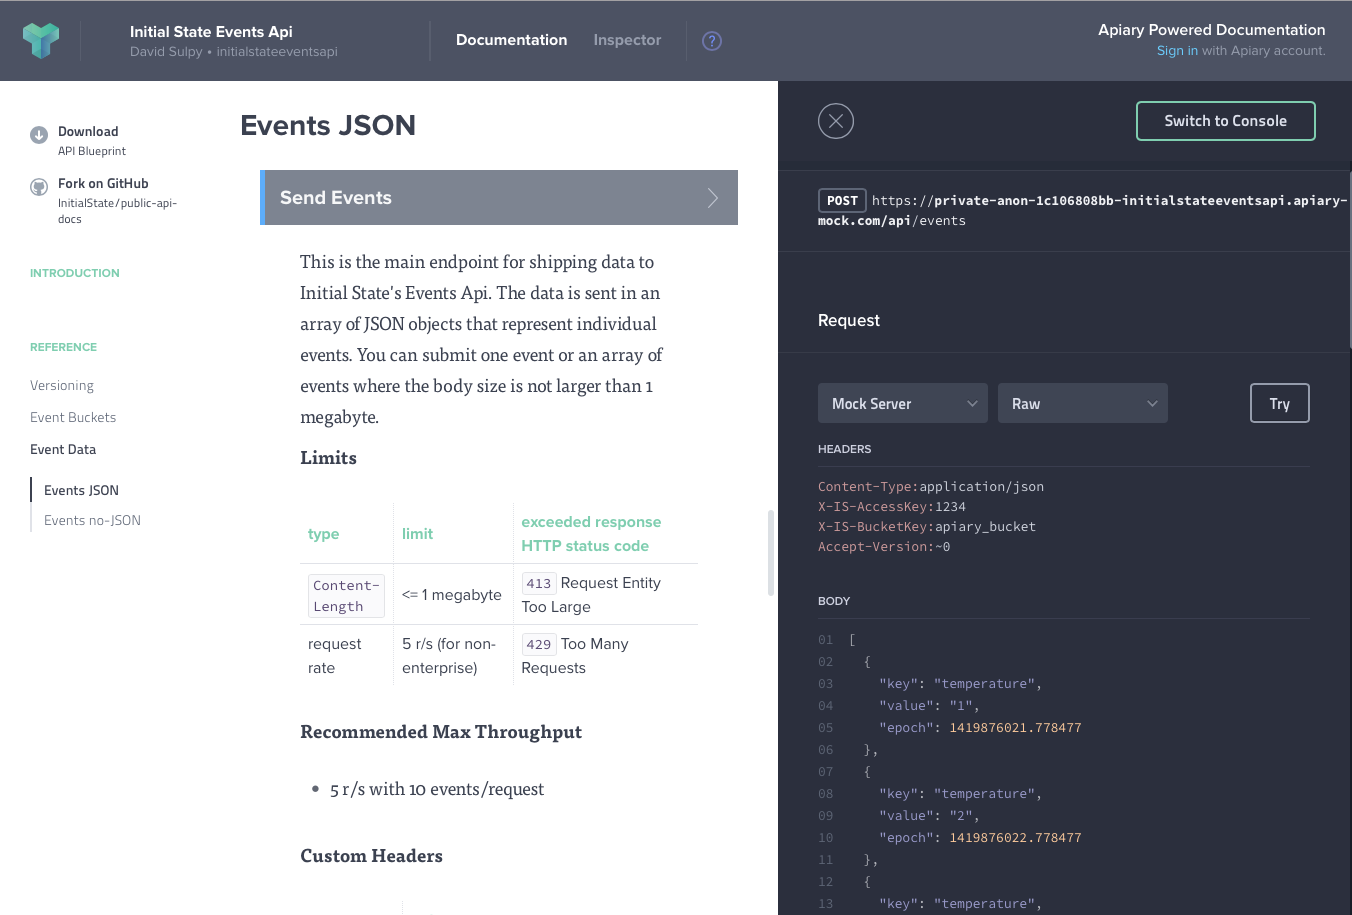 Initial State Events Api
David Sulpy • initialstateeventsapi
Documentation
Inspector
?
Apiary Powered Documentation
Sign in with Apiary account.
Download
API Blueprint
Fork on GitHub
InitialState/public-api-
docs
INTRODUCTION
REFERENCE
Versioning
Event Buckets
Event Data
Events JSON
Events no-JSON
Events JSON
Send Events
This is the main endpoint for shipping data to
Initial State's Events Api. The data is sent in an
array of JSON objects that represent individual
events. You can submit one event or an array of
events where the body size is not larger than 1
megabyte.
Limits
type
limit
exceeded response
HTTP status code
Content-
Length
<= 1 megabyte
413 Request Entity
Too Large
request
rate
5 r/s (for non-
enterprise)
429 Too Many
Requests
Recommended Max Throughput
• 5 r/s with 10 events/request
Custom Headers
Switch to Console
POST https://private-anon-1c106808bb-initialstateeventsapi.apiary-
mock.com/api/events
Request
Mock Server
Raw
Try
HEADERS
Content-Type:application/json
X-IS-AccessKey:1234
X-IS-BucketKey:apiary_bucket
Accept-Version:~0
BODY
01 [
02 {
03 "key": "temperature",
04 "value": "1",
05 "epoch": 1419876021.778477
06 },
07 {
08 "key": "temperature",
09 "value": "2",
10 "epoch": 1419876022.778477
11 },
12 {
13 "key": "temperature",